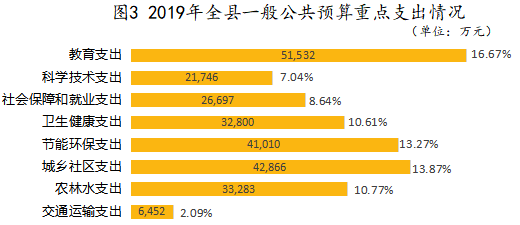 图3 2019年全县一般公共预算重点支出情况
（单位：万元）
教育支出 51,532 16.67%
科学技术支出 21,746 7.04%
社会保障和就业支出 26,697 8.64%
卫生健康支出 32,800 10.61%
节能环保支出 41,010 13.27%
城乡社区支出 42,866 13.87%
农林水支出 33,283 10.77%
交通运输支出 6,452 2.09%